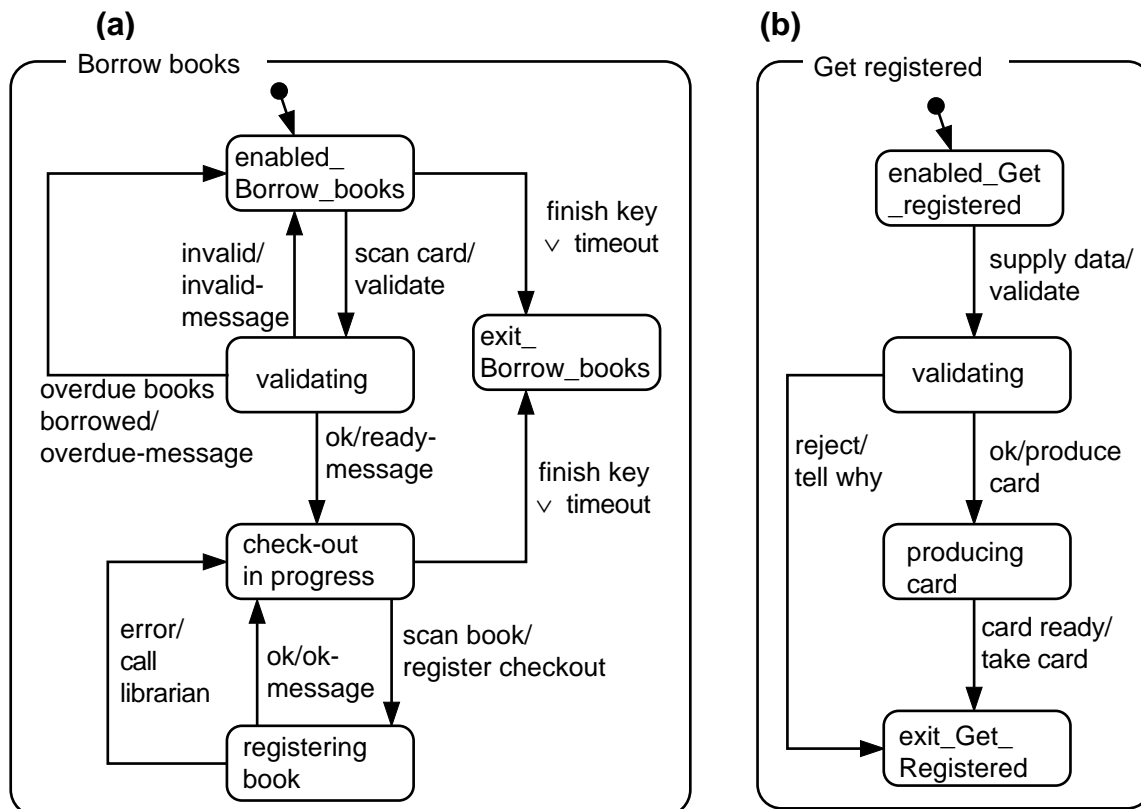 (a)
Borrow books
enabled_
Borrow_books
finish key
∨ timeout
invalid/
invalid-
message
scan card/
validate
exit_
Borrow_books
validating
overdue books
borrowed/
overdue-message
ok/ready-
message
finish key
∨ timeout
check-out
in progress
error/
call
librarian
ok/ok-
message
scan book/
register checkout
registering
book
(b)
Get registered
enabled_Get
_registered
supply data/
validate
validating
reject/
tell why
ok/produce
card
producing
card
card ready/
take card
exit_Get_
Registered